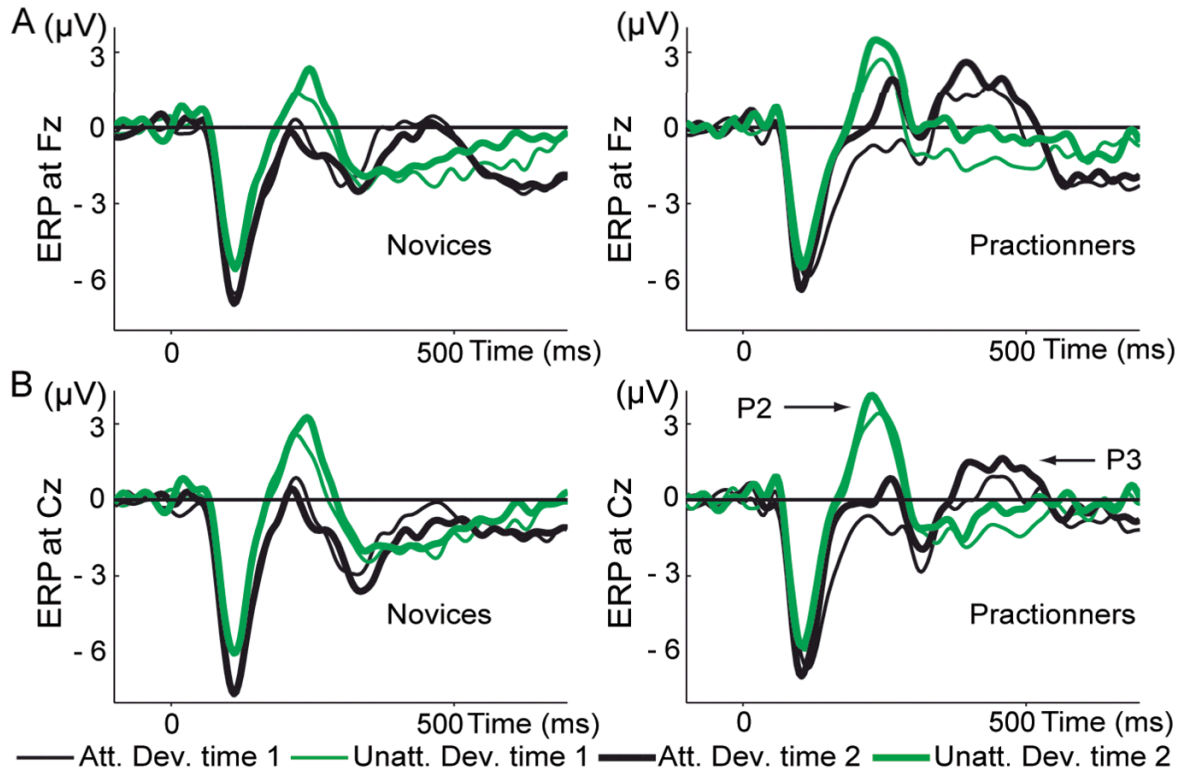 A (µV) (µV)
3 3
0 0
- 3 - 3
- 6 - 6
ERP at Fz ERP at Fz
Novices Practionners
0 500 Time (ms) 0 500 Time (ms)
B (µV) (µV)
P2
3 3
P3
0 0
- 3 - 3
- 6 - 6
ERP at Cz ERP at Cz
Novices Practionners
0 500 Time (ms) 0 500 Time (ms)
Att. Dev. time 1 Unatt. Dev. time 1 Att. Dev. time 2 Unatt. Dev. time 2